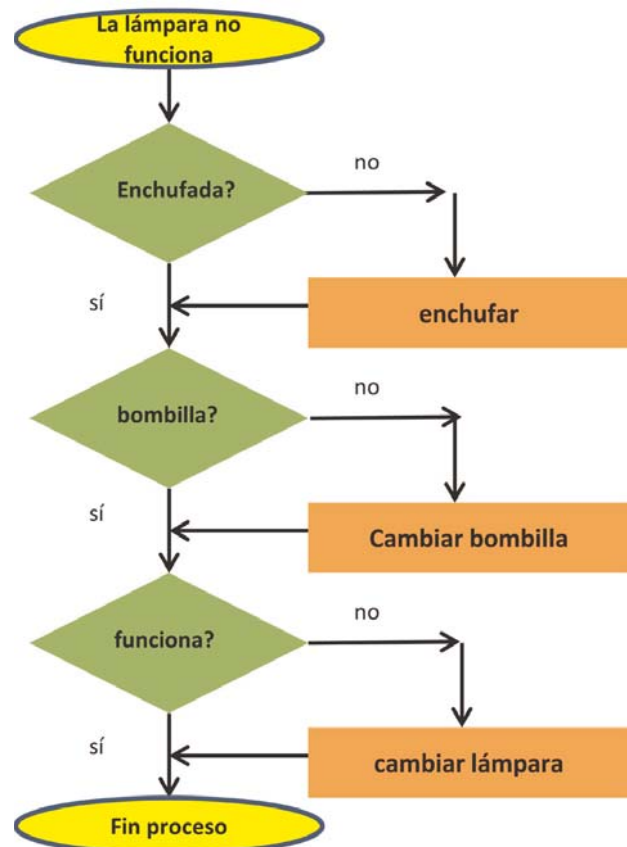 La lámpara no
funciona
no
Enchufada?
sí
enchufar
no
bombilla?
sí
Cambiar bombilla
no
funciona?
sí
cambiar lámpara
Fin proceso